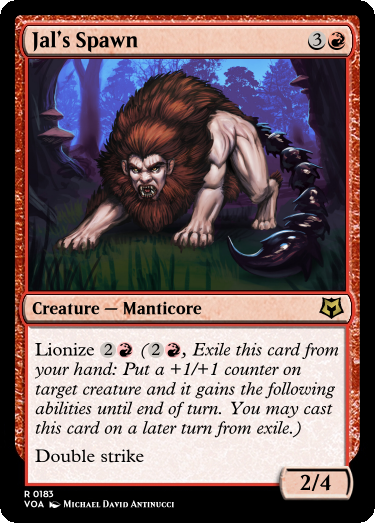 Jal's Spawn 3
Creature — Manticore
Lionize 2 (2, Exile this card from
your hand: Put a +1/+1 counter on
target creature and it gains the following
abilities until end of turn. You may cast
this card on a later turn from exile.)
Double strike
2/4
R 0183
VOA Michael David Antinucci